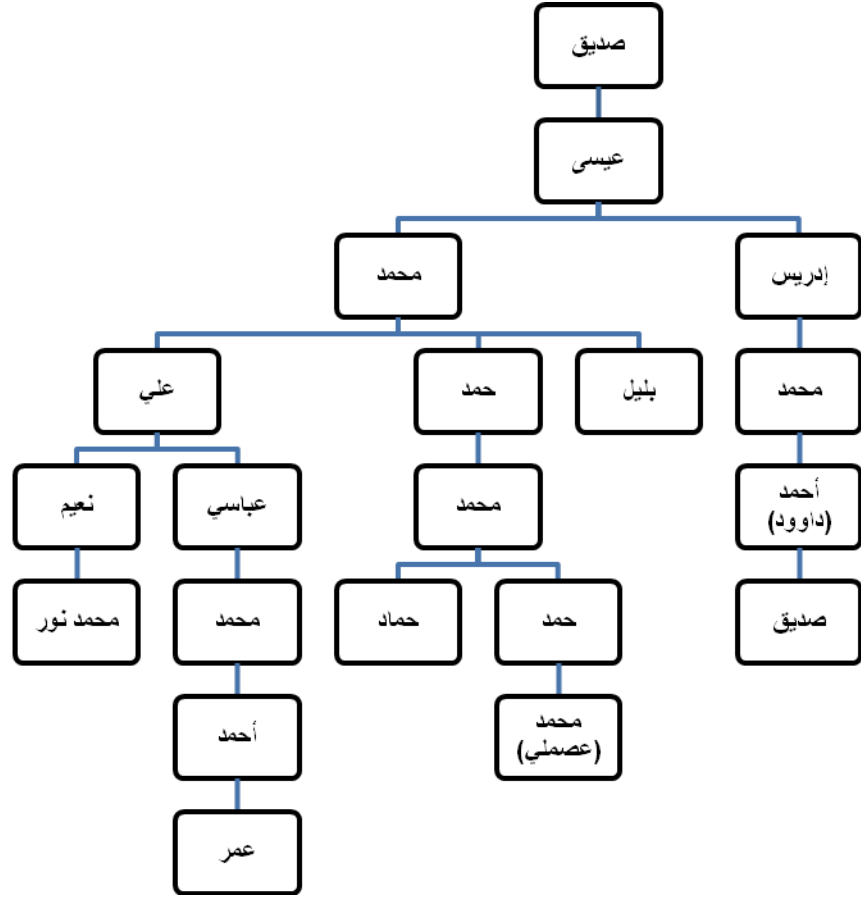 صديق
عيسى
إدريس
محمد
بليل
حمد
علي
محمد
أحمد
(داوود)
محمد
عباسي
نعيم
صديق
حمد
حماد
محمد
محمد نور
محمد
(عصملي)
أحمد
عمر